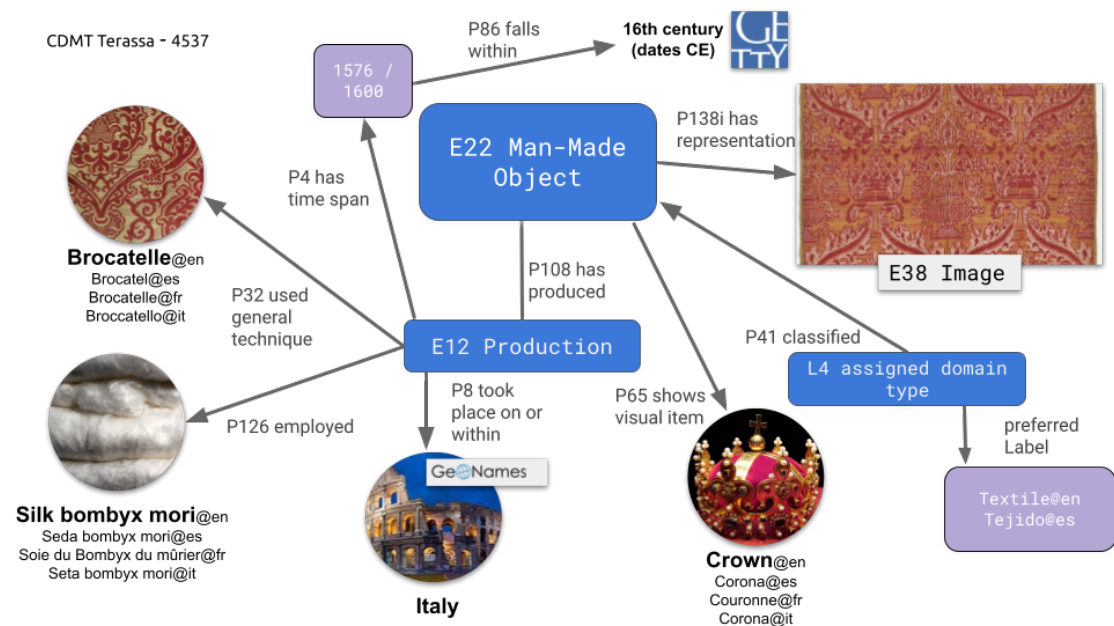 CDMT Terassa - 4537
P86 falls
within
16th century
(dates CE)
GE
TTY
1576 /
1600
E22 Man-Made
Object
P138i has
representation
P4 has
time span
Brocatelle@en
Brocatel@es
Brocatelle@fr
Broccatello@it
P108 has
produced
E38 Image
P32 used
general
technique
E12 Production
P41 classified
L4 assigned domain
type
P126 employed
P8 took
place on or
within
P65 shows
visual item
preferred
Label
GeoNames
Textile@en
Tejido@es
Silk bombyx mori@en
Seda bombyx mori@es
Soie du Bombyx du mûrier@fr
Seta bombyx mori@it
Italy
Crown@en
Corona@es
Couronne@fr
Corona@it